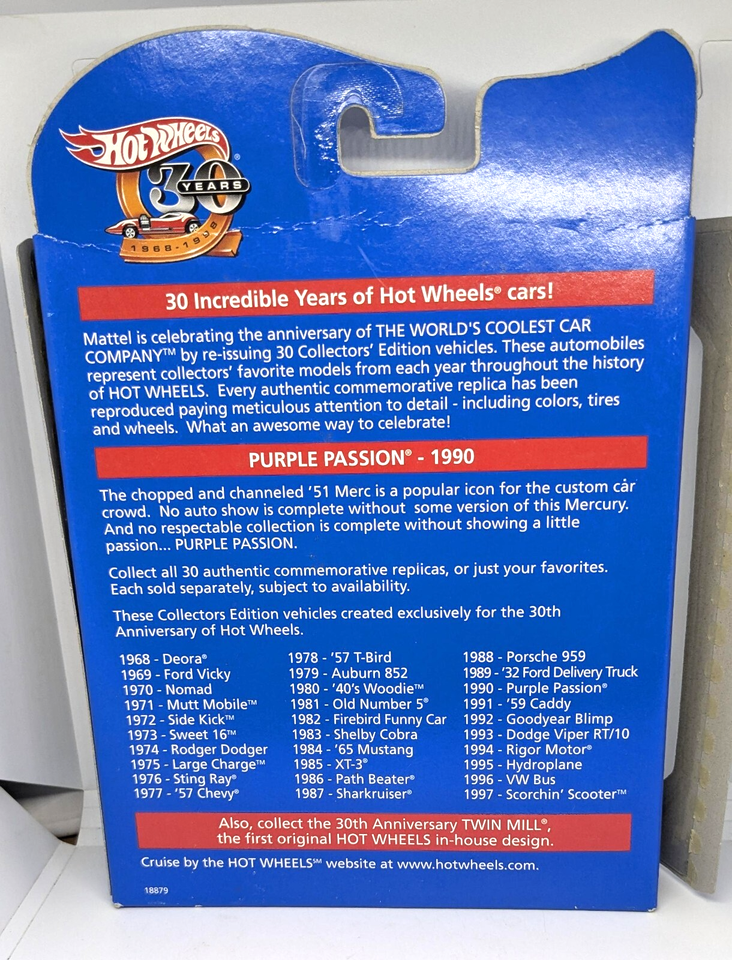 HOT WHEELS®
30
YEARS
1968-1998
30 Incredible Years of Hot Wheels® cars!
Mattel is celebrating the anniversary of THE WORLD'S COOLEST CAR
COMPANY™ by re-issuing 30 Collectors' Edition vehicles. These automobiles
represent collectors' favorite models from each year throughout the history
of HOT WHEELS. Every authentic commemorative replica has been
reproduced paying meticulous attention to detail - including colors, tires
and wheels. What an awesome way to celebrate!
PURPLE PASSION® - 1990
The chopped and channeled '51 Merc is a popular icon for the custom car
crowd. No auto show is complete without some version of this Mercury.
And no respectable collection is complete without showing a little
passion... PURPLE PASSION.
Collect all 30 authentic commemorative replicas, or just your favorites.
Each sold separately, subject to availability.
These Collectors Edition vehicles created exclusively for the 30th
Anniversary of Hot Wheels.
1968 - Deora®
1969 - Ford Vicky
1970 - Nomad
1971 - Mutt Mobile™
1972 - Side Kick™
1973 - Sweet 16™
1974 - Rodger Dodger
1975 - Large Charge™
1976 - Sting Ray®
1977 - '57 Chevy®
1978 - '57 T-Bird
1979 - Auburn 852
1980 - '40's Woodie™
1981 - Old Number 5®
1982 - Firebird Funny Car
1983 - Shelby Cobra
1984 - '65 Mustang
1985 - XT-3®
1986 - Path Beater®
1987 - Sharkruiser®
1988 - Porsche 959
1989 - '32 Ford Delivery Truck
1990 - Purple Passion®
1991 - '59 Caddy
1992 - Goodyear Blimp
1993 - Dodge Viper RT/10
1994 - Rigor Motor®
1995 - Hydroplane
1996 - VW Bus
1997 - Scorchin' Scooter™
Also, collect the 30th Anniversary TWIN MILL®,
the first original HOT WHEELS in-house design.
Cruise by the HOT WHEELS℠ website at www.hotwheels.com.
18879